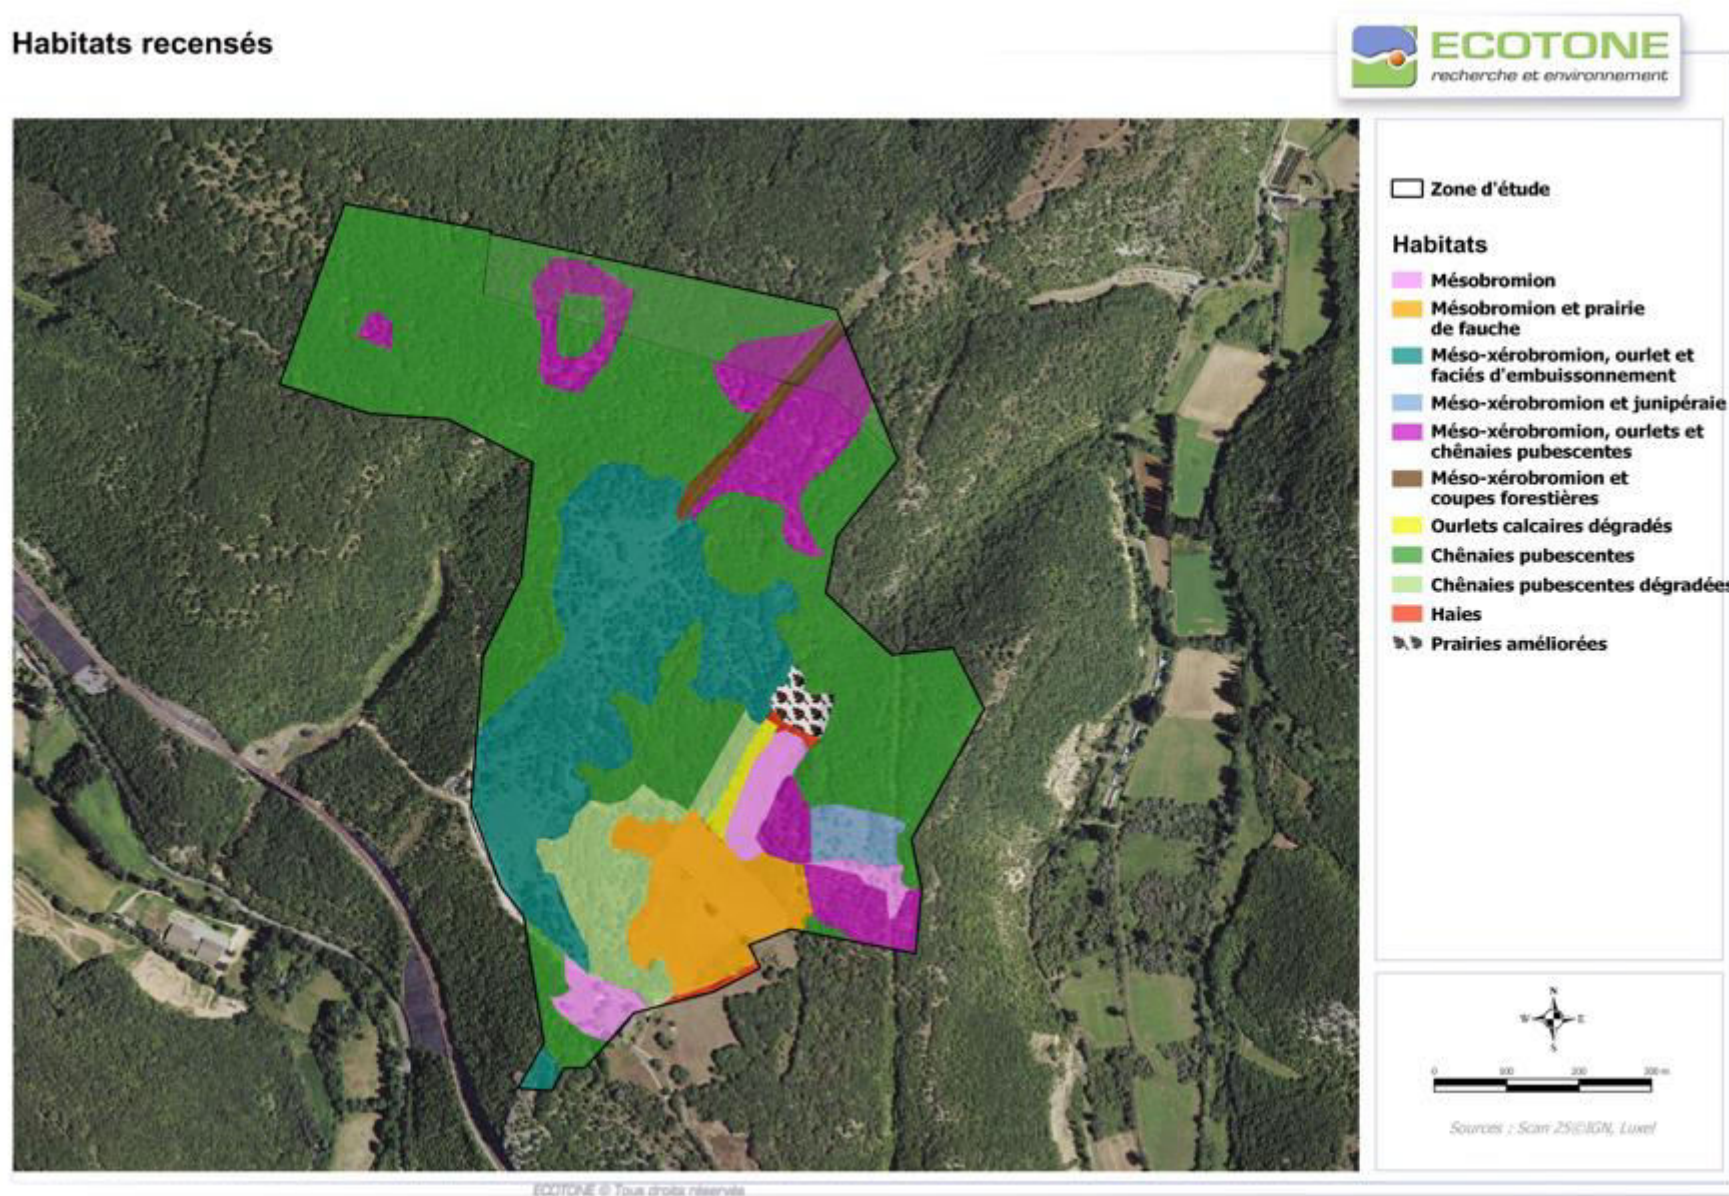 Habitats recensés
ECOTONE
recherche et environnement
Zone d'étude
Habitats
Mésobromion
Mésobromion et prairie
de fauche
Méso-xérobromion, ourlet et
faciés d'embuissonnement
Méso-xérobromion et junipéraie
Méso-xérobromion, ourlets et
chênaies pubescentes
Méso-xérobromion et
coupes forestières
Ourlets calcaires dégradés
Chênaies pubescentes
Chênaies pubescentes dégradées
Haies
Prairies améliorées
N
W E
S
0 100 200 300 m
Sources : Scan 25©IGN, Luxel
ECOTONE © Tous droits réservés